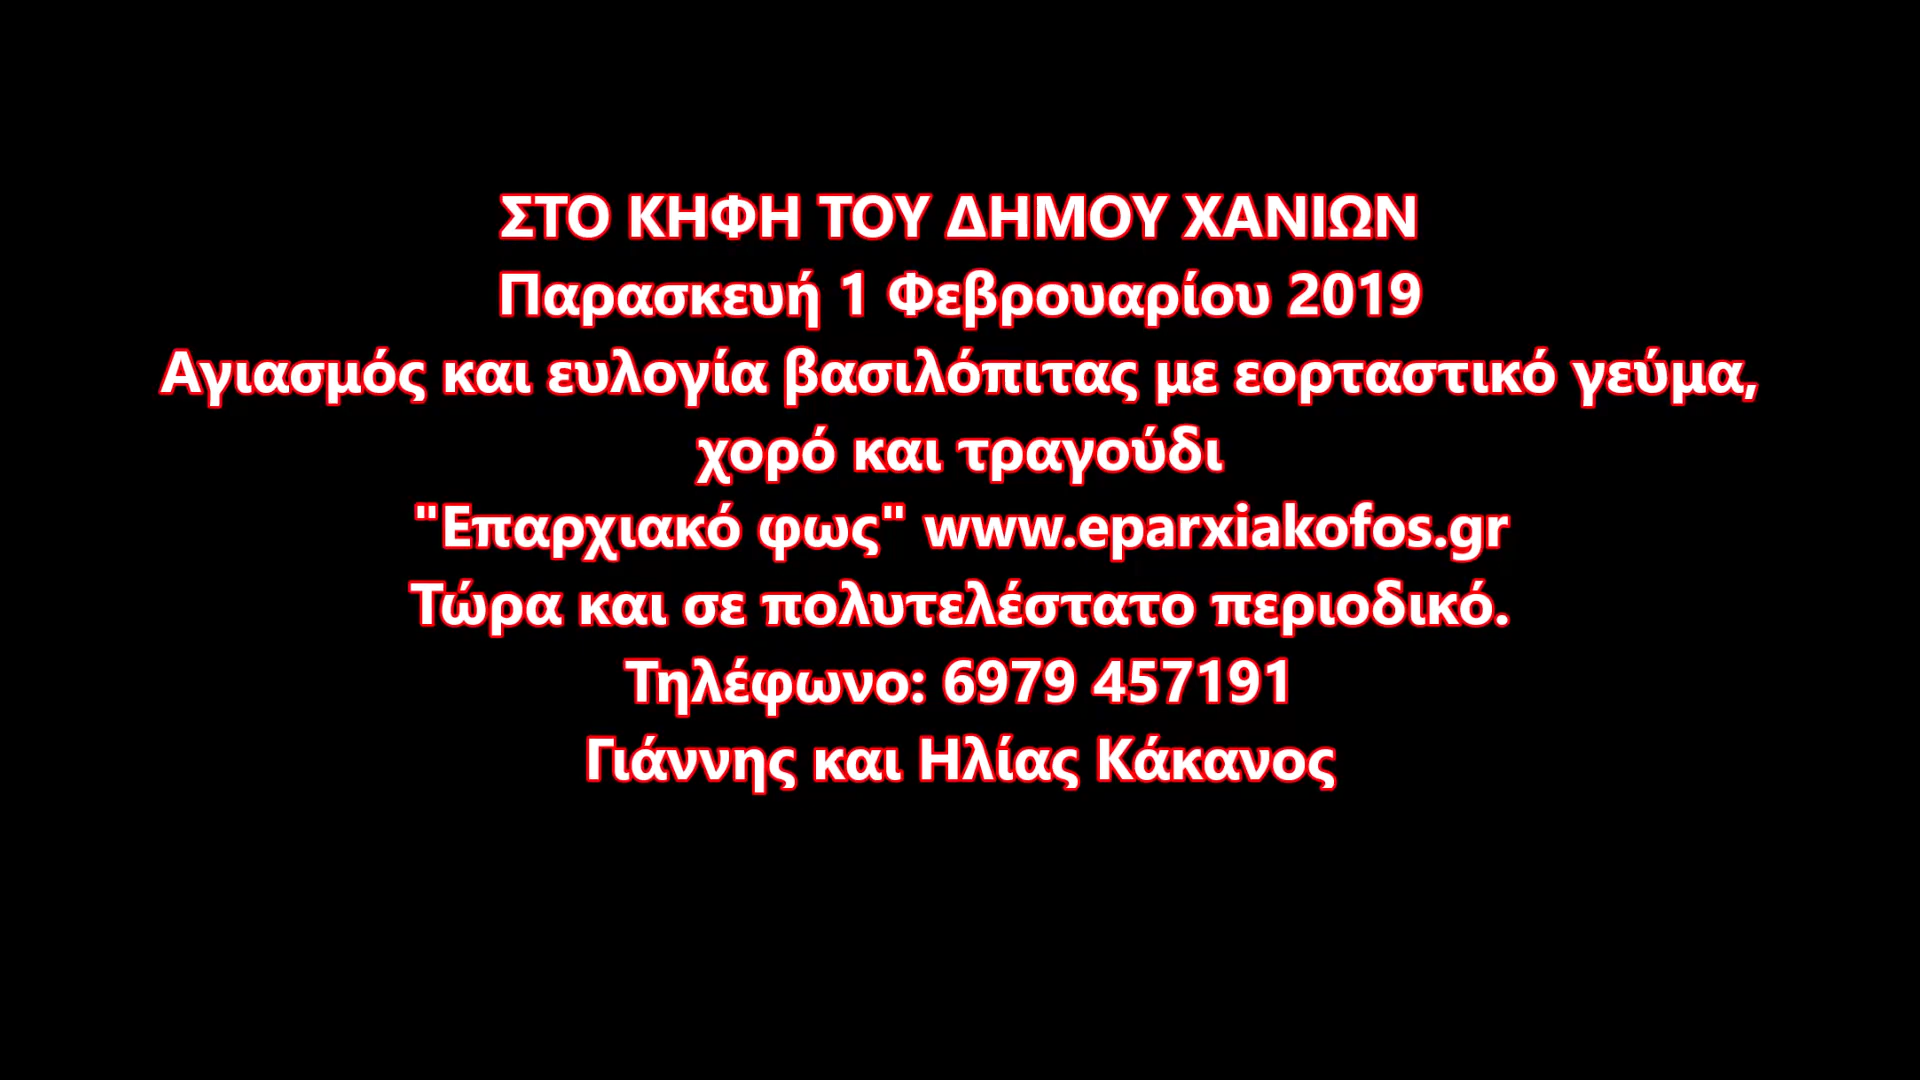 ΣΤΟ ΚΗΦΗ ΤΟΥ ΔΗΜΟΥ ΧΑΝΙΩΝ
Παρασκευή 1 Φεβρουαρίου 2019
Αγιασμός και ευλογία βασιλόπιτας με εορταστικό γεύμα,
χορό και τραγούδι
"Επαρχιακό φως" www.eparxiakofos.gr
Τώρα και σε πολυτελέστατο περιοδικό.
Τηλέφωνο: 6979 457191
Γιάννης και Ηλίας Κάκανος